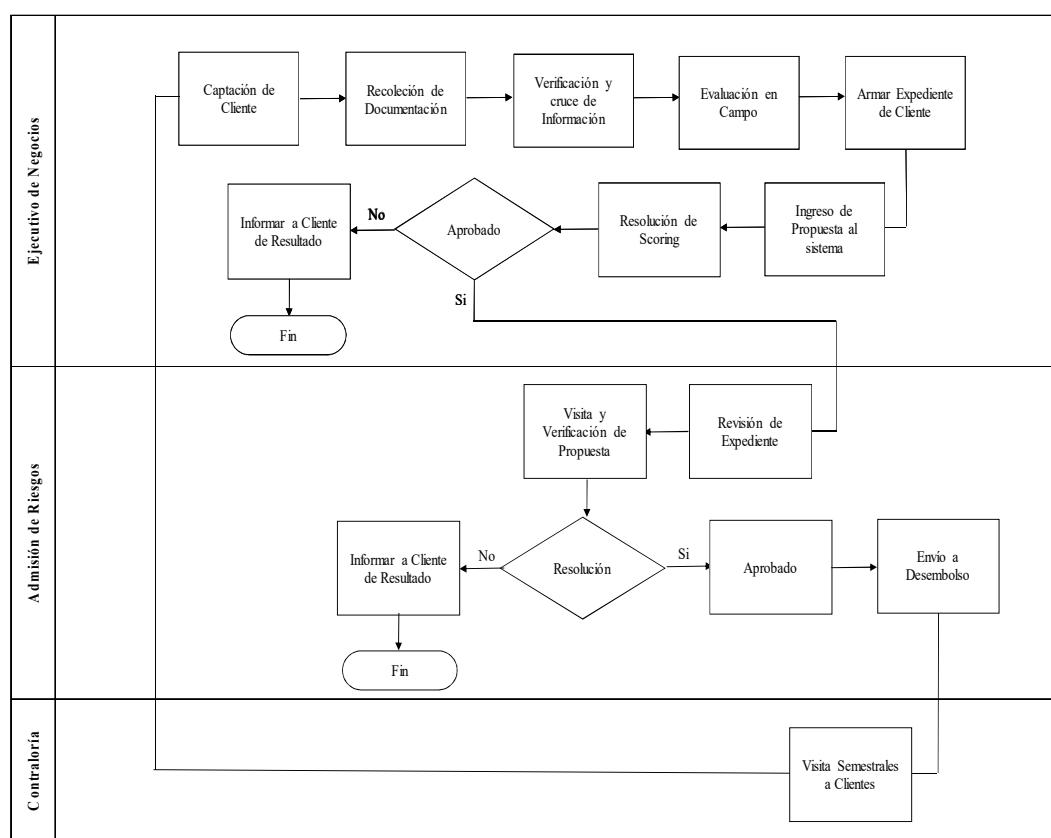 Ejecutivo de Negocios
Captación de
Cliente
Recoleción de
Documentación
Verificación y
cruce de
Información
Evaluación en
Campo
Armar Expediente
de Cliente
Informar a Cliente
de Resultado
No
Aprobado
Resolución de
Scoring
Ingreso de
Propuesta al
sistema
Si
Fin
Admisión de Riesgos
Visita y
Verificación de
Propuesta
Revisión de
Expediente
Informar a Cliente
de Resultado
No
Resolución
Si
Aprobado
Envío a
Desembolso
Fin
Contraloría
Visita Semestrales
a Clientes